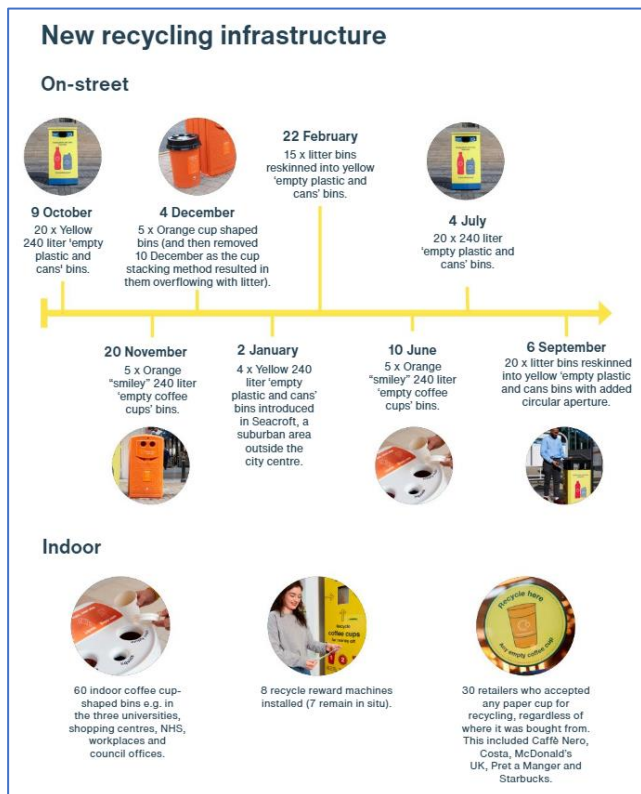 New recycling infrastructure
On-street
9 October
20 x Yellow
240 liter ‘empty
plastic and
cans‘ bins.
4 December
5 x Orange cup shaped
bins (and then removed
10 December as the cup
stacking method resulted in
them overflowing with litter).
22 February
15 x litter bins
reskinned into yellow
‘empty plastic and
cans’ bins.
4 July
20 x 240 liter
‘empty plastic
and cans’ bins.
20 November
5 x Orange
“smiley” 240 liter
‘empty coffee
cups’ bins.
2 January
4 x Yellow 240
liter ‘empty
plastic and cans’
bins introduced
in Seacroft, a
suburban area
outside the
city centre.
10 June
5 x Orange
“smiley” 240 liter
‘empty coffee
cups’ bins.
6 September
20 x litter bins reskinned
into yellow ‘empty plastic
and cans bins with added
circular aperture.
Indoor
60 indoor coffee cup-
shaped bins e.g. in
the three universities,
shopping centres, NHS,
workplaces and
council offices.
Recycle
coffee cups
8 recycle reward machines
installed (7 remain in situ).
Recycle here
Any empty coffee cup
30 retailers who accepted
any paper cup for
recycling, regardless of
where it was bought from.
This included Caffè Nero,
Costa, McDonald’s
UK, Pret a Manger and
Starbucks.